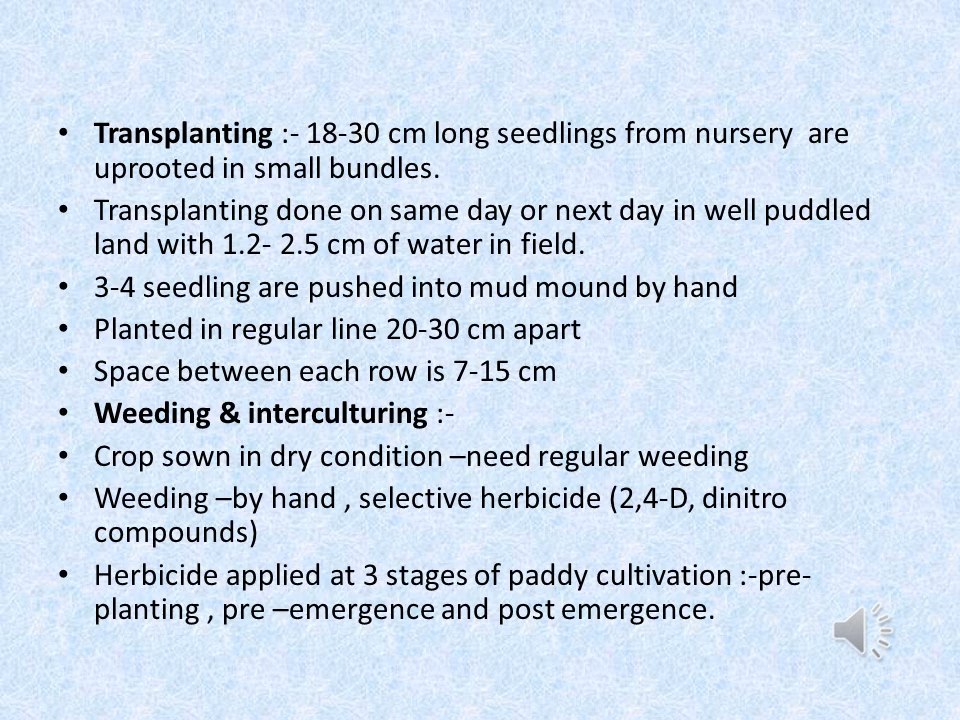 • Transplanting :- 18-30 cm long seedlings from nursery  are
uprooted in small bundles.
• Transplanting done on same day or next day in well puddled
land with 1.2- 2.5 cm of water in field.
• 3-4 seedling are pushed into mud mound by hand
• Planted in regular line 20-30 cm apart
• Space between each row is 7-15 cm
• Weeding & interculturing :-
• Crop sown in dry condition –need regular weeding
• Weeding –by hand , selective herbicide (2,4-D, dinitro
compounds)
• Herbicide applied at 3 stages of paddy cultivation :-pre-
planting , pre –emergence and post emergence.